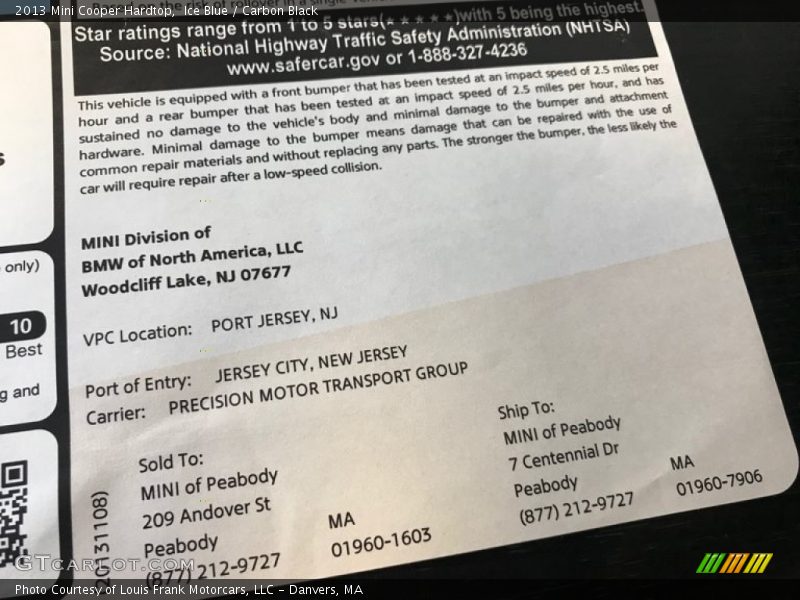 2013 Mini Cooper Hardtop, Ice Blue / Carbon Black
Star ratings range from 1 to 5 stars(★★★★★)with 5 being the highest.
Source: National Highway Traffic Safety Administration (NHTSA)
www.safercar.gov or 1-888-327-4236
This vehicle is equipped with a front bumper that has been tested at an impact speed of 2.5 miles per
hour and a rear bumper that has been tested at an impact speed of 2.5 miles per hour, and has
sustained no damage to the vehicle's body and minimal damage to the bumper and attachment
hardware. Minimal damage to the bumper means damage that can be repaired with the use of
common repair materials and without replacing any parts. The stronger the bumper, the less likely the
car will require repair after a low-speed collision.
MINI Division of
BMW of North America, LLC
Woodcliff Lake, NJ 07677
only)
10
Best
g and
VPC Location: PORT JERSEY, NJ
Port of Entry: JERSEY CITY, NEW JERSEY
Carrier: PRECISION MOTOR TRANSPORT GROUP
Sold To:
MINI of Peabody
209 Andover St
Peabody MA
(877) 212-9727 01960-1603
Ship To:
MINI of Peabody
7 Centennial Dr
Peabody MA
(877) 212-9727 01960-7906
20131108)
GTCarLot.com
Photo Courtesy of Louis Frank Motorcars, LLC - Danvers, MA